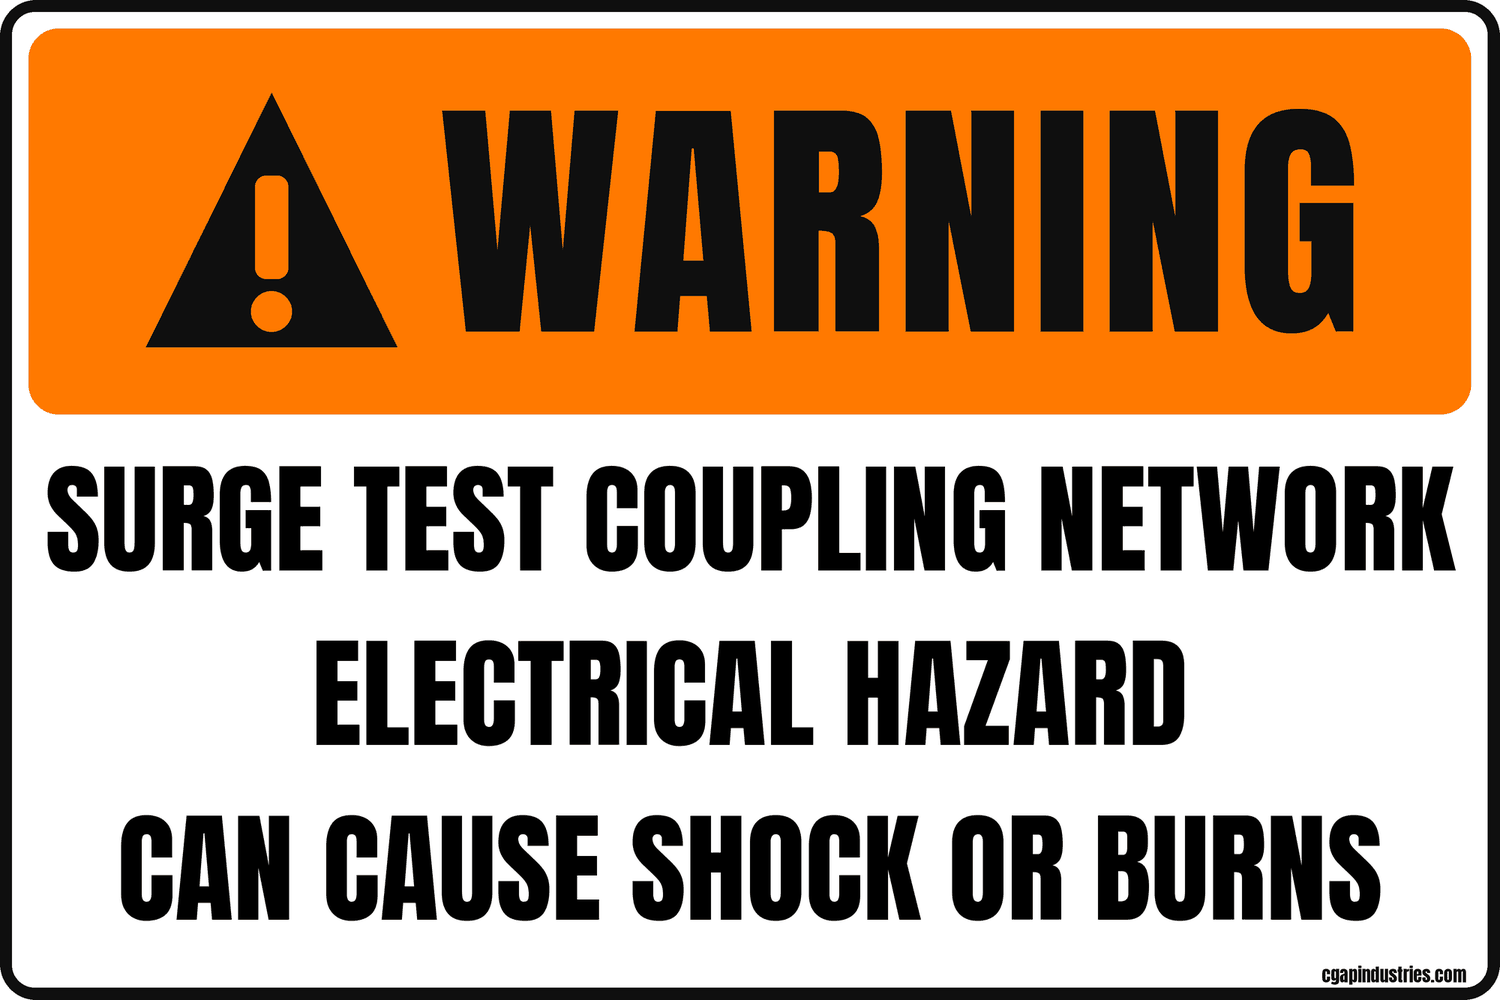 WARNING
SURGE TEST COUPLING NETWORK
ELECTRICAL HAZARD
CAN CAUSE SHOCK OR BURNS
cgapindustries.com